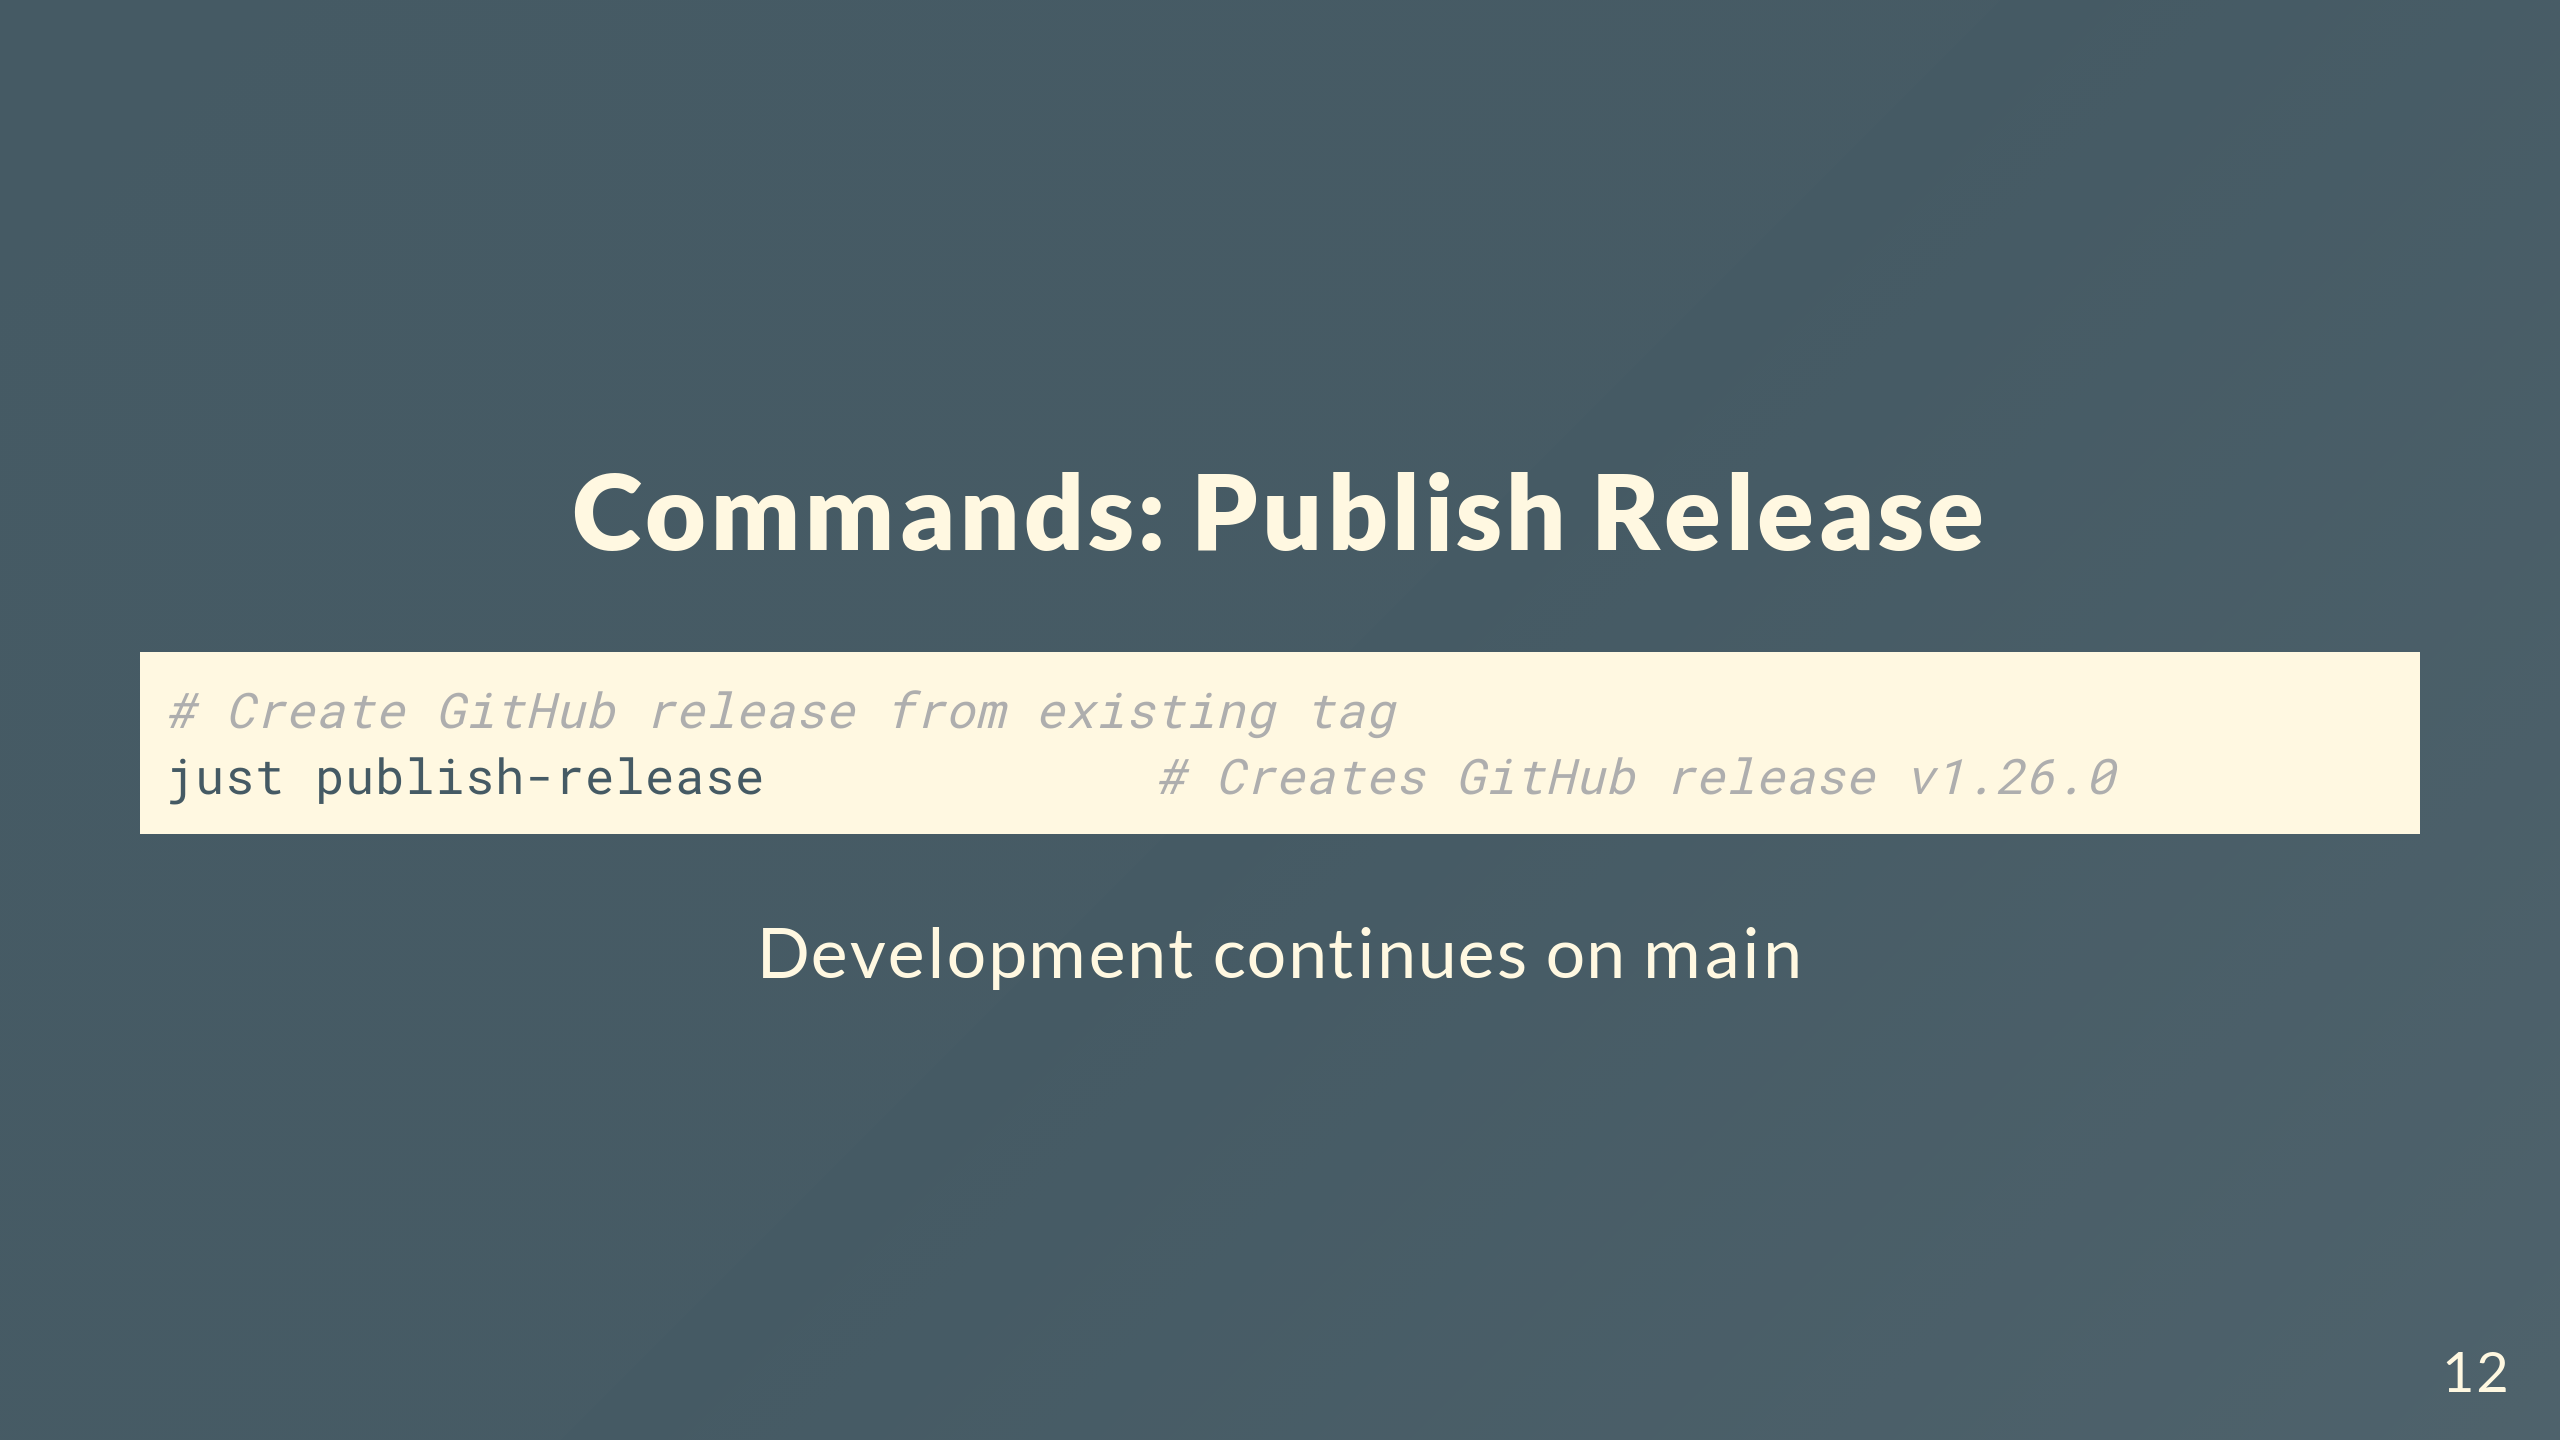 Commands: Publish Release
# Create GitHub release from existing tag
just publish-release # Creates GitHub release v1.26.0
Development continues on main
12